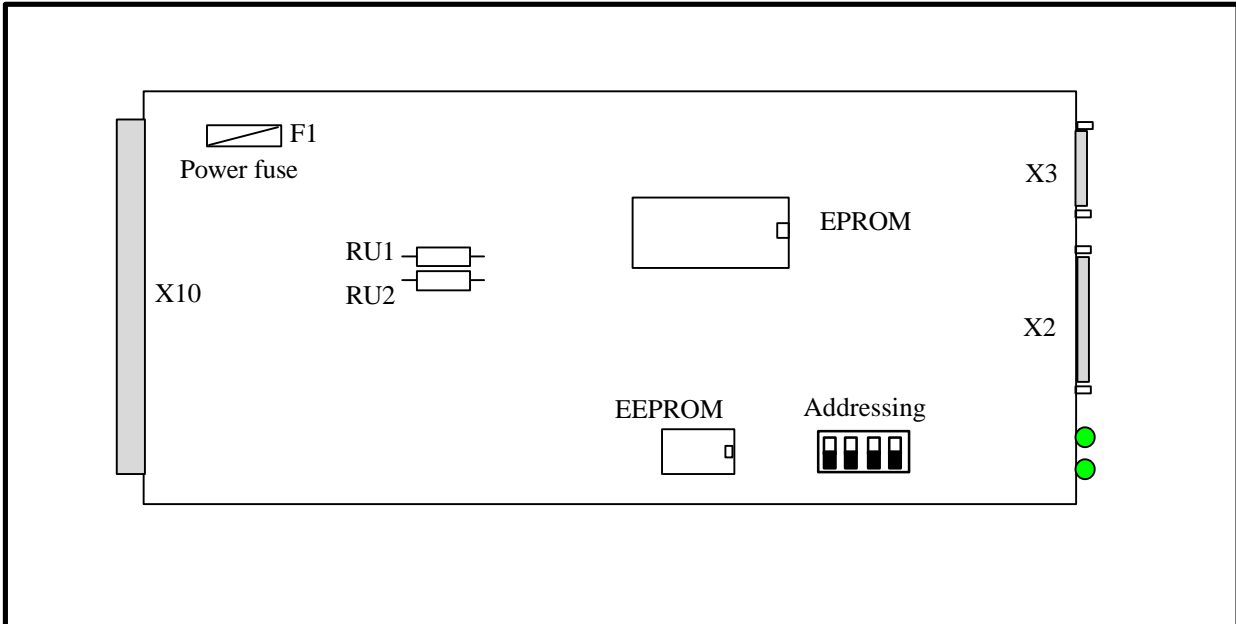 F1
Power fuse
X3
EPROM
RU1
RU2
X10
X2
EEPROM
Addressing